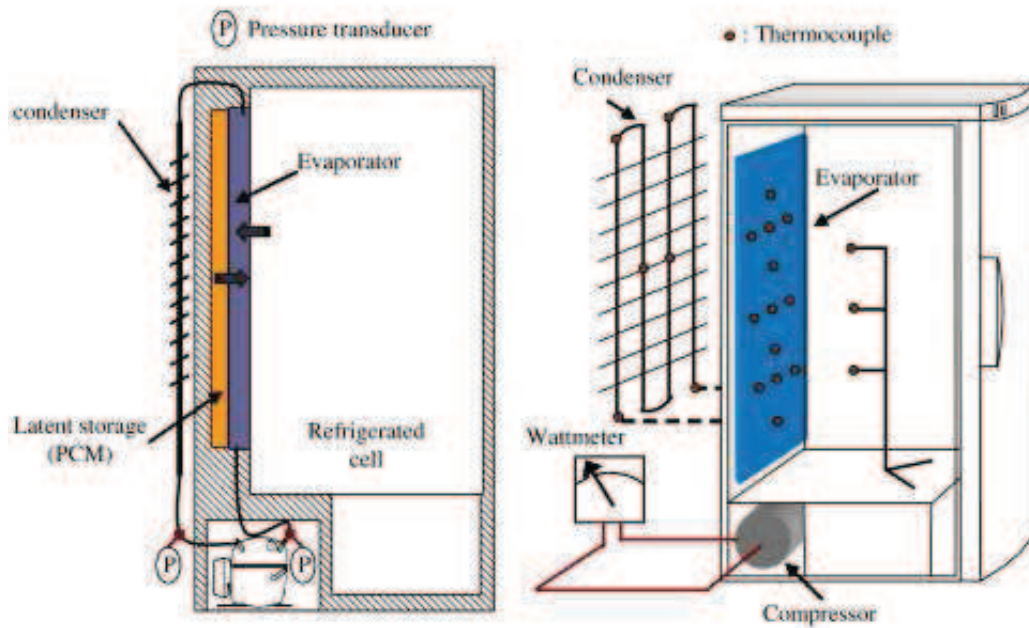 P Pressure transducer
condenser
Evaporator
Latent storage
(PCM)
Refrigerated
cell
P
P
: Thermocouple
Condenser
Evaporator
Wattmeter
Compressor